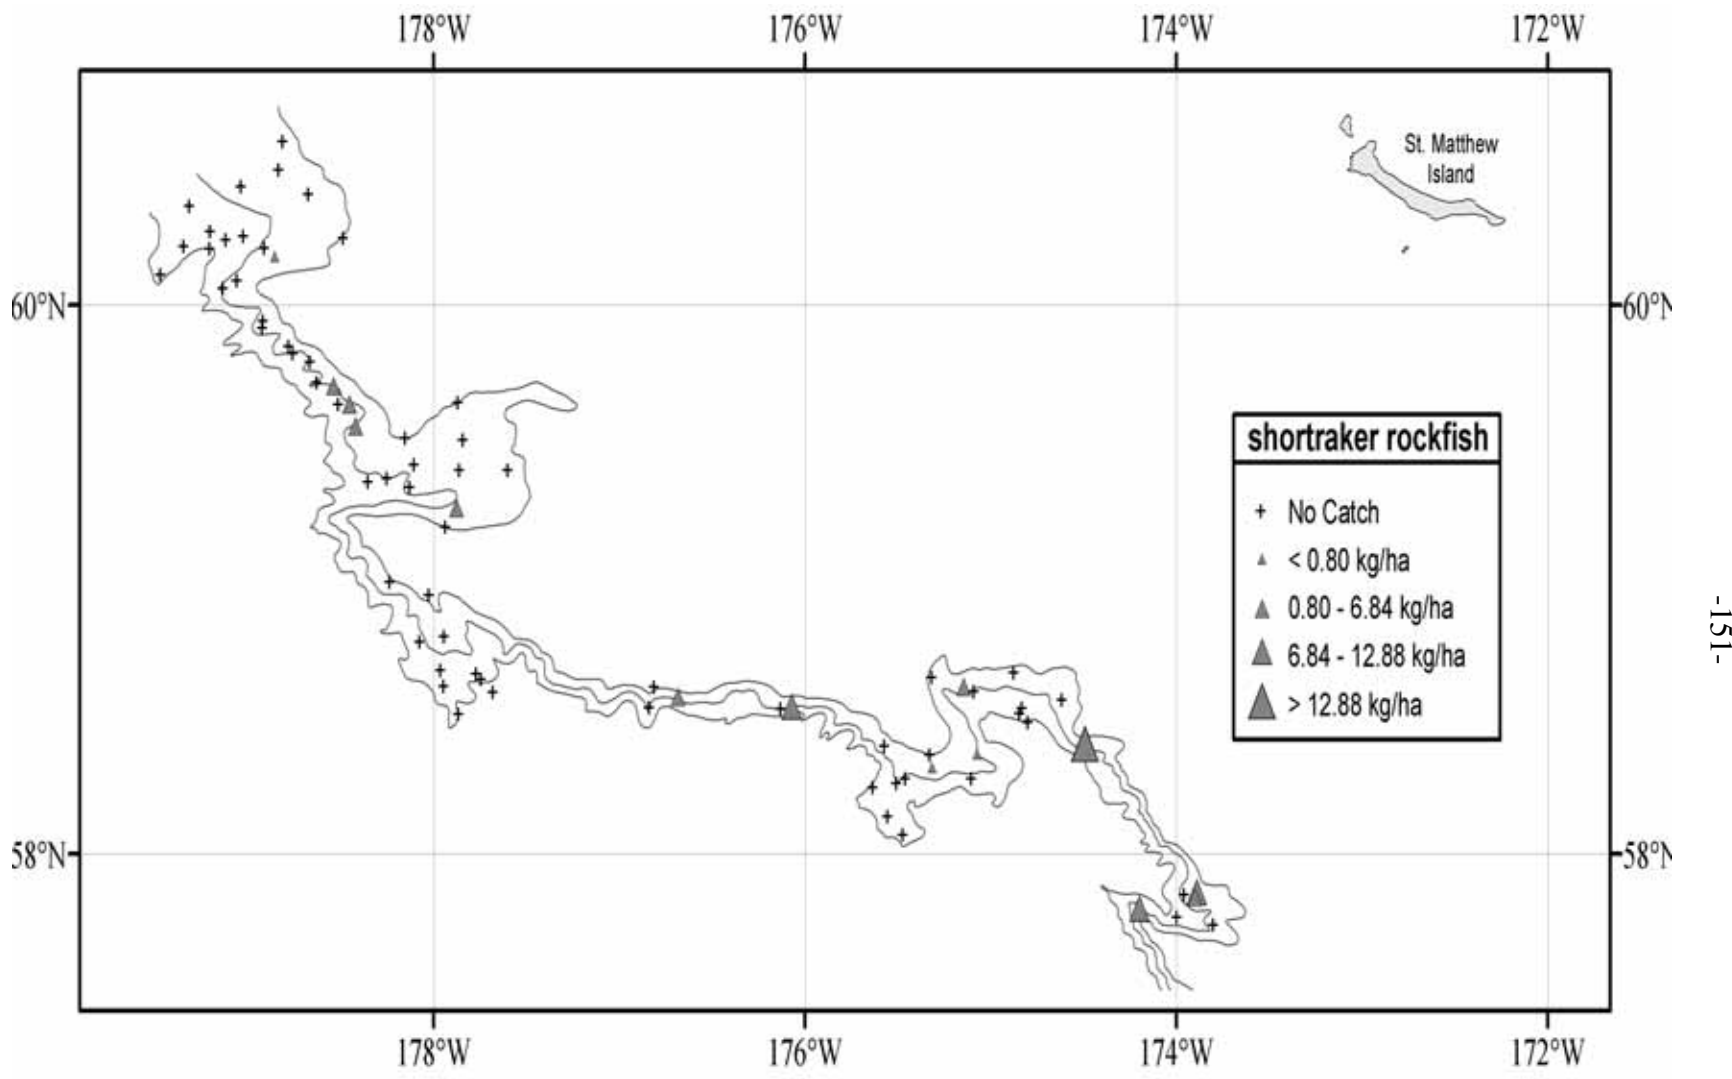 178°W 176°W 174°W 172°W
St. Matthew
Island
60°N 60°N
shortraker rockfish
No Catch
< 0.80 kg/ha
0.80 - 6.84 kg/ha
6.84 - 12.88 kg/ha
> 12.88 kg/ha
-151-
58°N 58°N
178°W 176°W 174°W 172°W